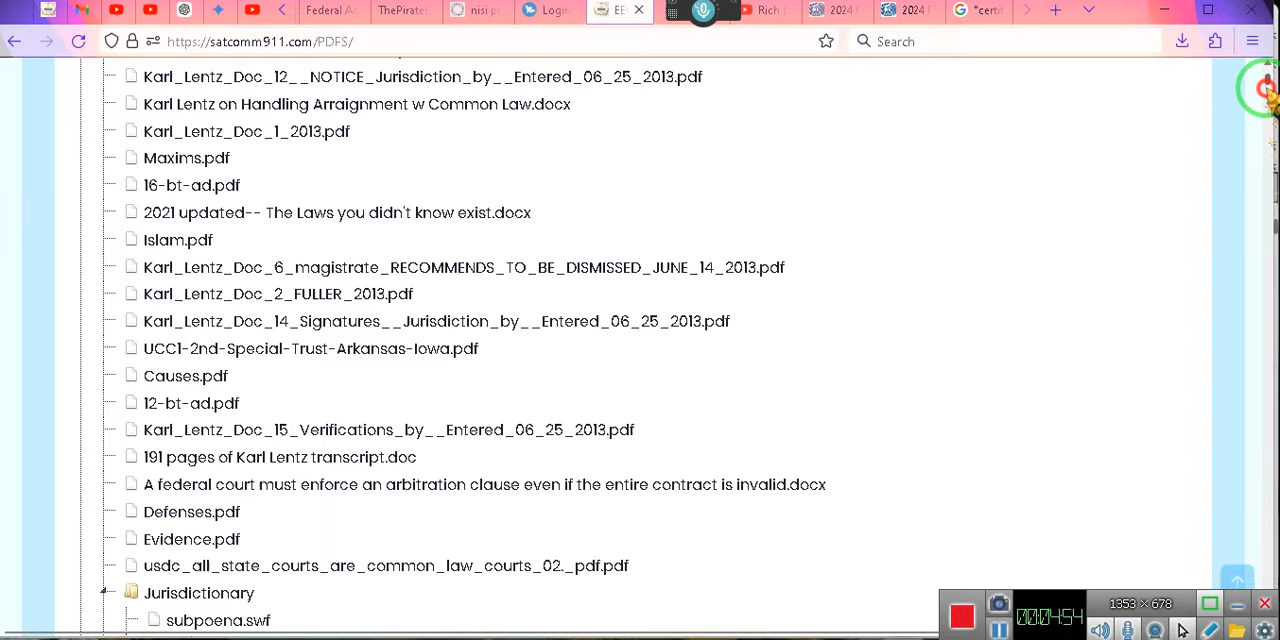 Federal Ac
ThePirateB
nisi p
Login
EE
Rich L
2024
2024 F
"certif
https://satcomm911.com/PDFS/
Search
Karl_Lentz_Doc_12__NOTICE_Jurisdiction_by__Entered_06_25_2013.pdf
Karl Lentz on Handling Arraignment w Common Law.docx
Karl_Lentz_Doc_1_2013.pdf
Maxims.pdf
16-bt-ad.pdf
2021 updated-- The Laws you didn't know exist.docx
Islam.pdf
Karl_Lentz_Doc_6_magistrate_RECOMMENDS_TO_BE_DISMISSED_JUNE_14_2013.pdf
Karl_Lentz_Doc_2_FULLER_2013.pdf
Karl_Lentz_Doc_14_Signatures__Jurisdiction_by__Entered_06_25_2013.pdf
UCC1-2nd-Special-Trust-Arkansas-Iowa.pdf
Causes.pdf
12-bt-ad.pdf
Karl_Lentz_Doc_15_Verifications_by__Entered_06_25_2013.pdf
191 pages of Karl Lentz transcript.doc
A federal court must enforce an arbitration clause even if the entire contract is invalid.docx
Defenses.pdf
Evidence.pdf
usdc_all_state_courts_are_common_law_courts_02._pdf.pdf
Jurisdictionary
subpoena.swf
00:04:54
1353 × 678